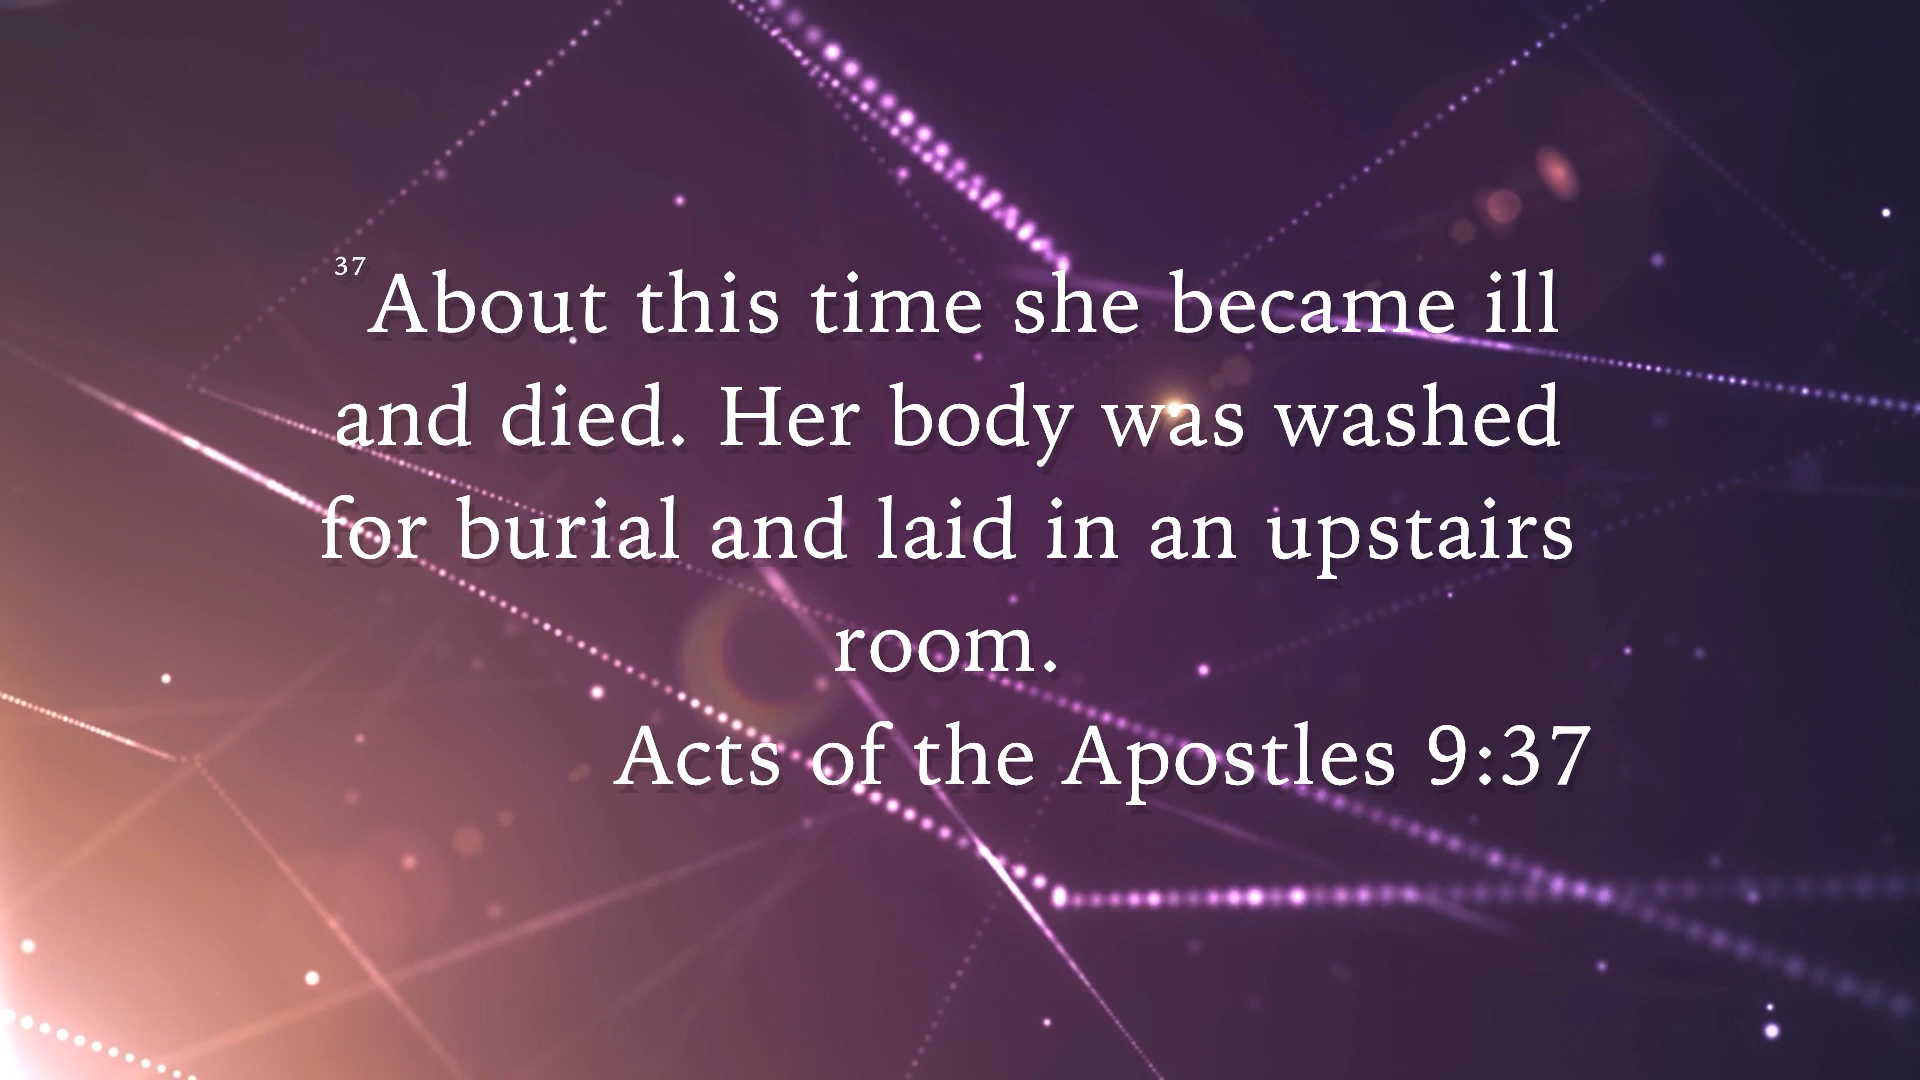 37 About this time she became ill
and died. Her body was washed
for burial and laid in an upstairs
room.
Acts of the Apostles 9:37